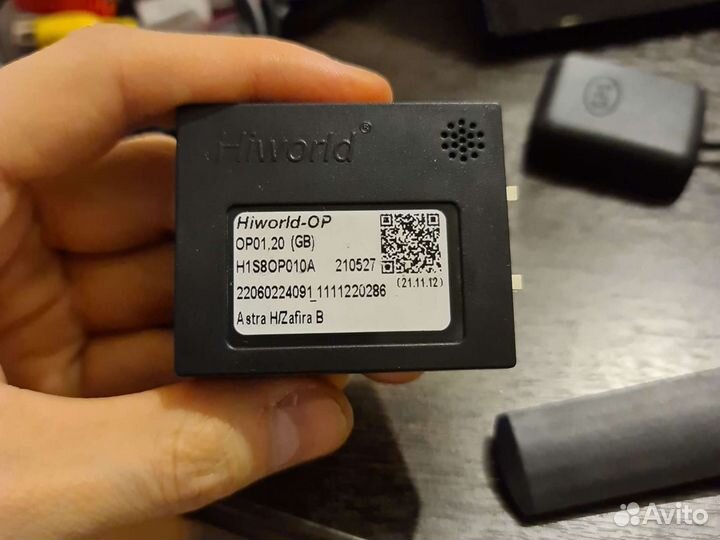 Hiworld®
Hiworld-OP
OP01.20 (GB)
H1S8OP010A 210527
(21.11.12)
22060224091_1111220286
Astra H/Zafira B
Avito